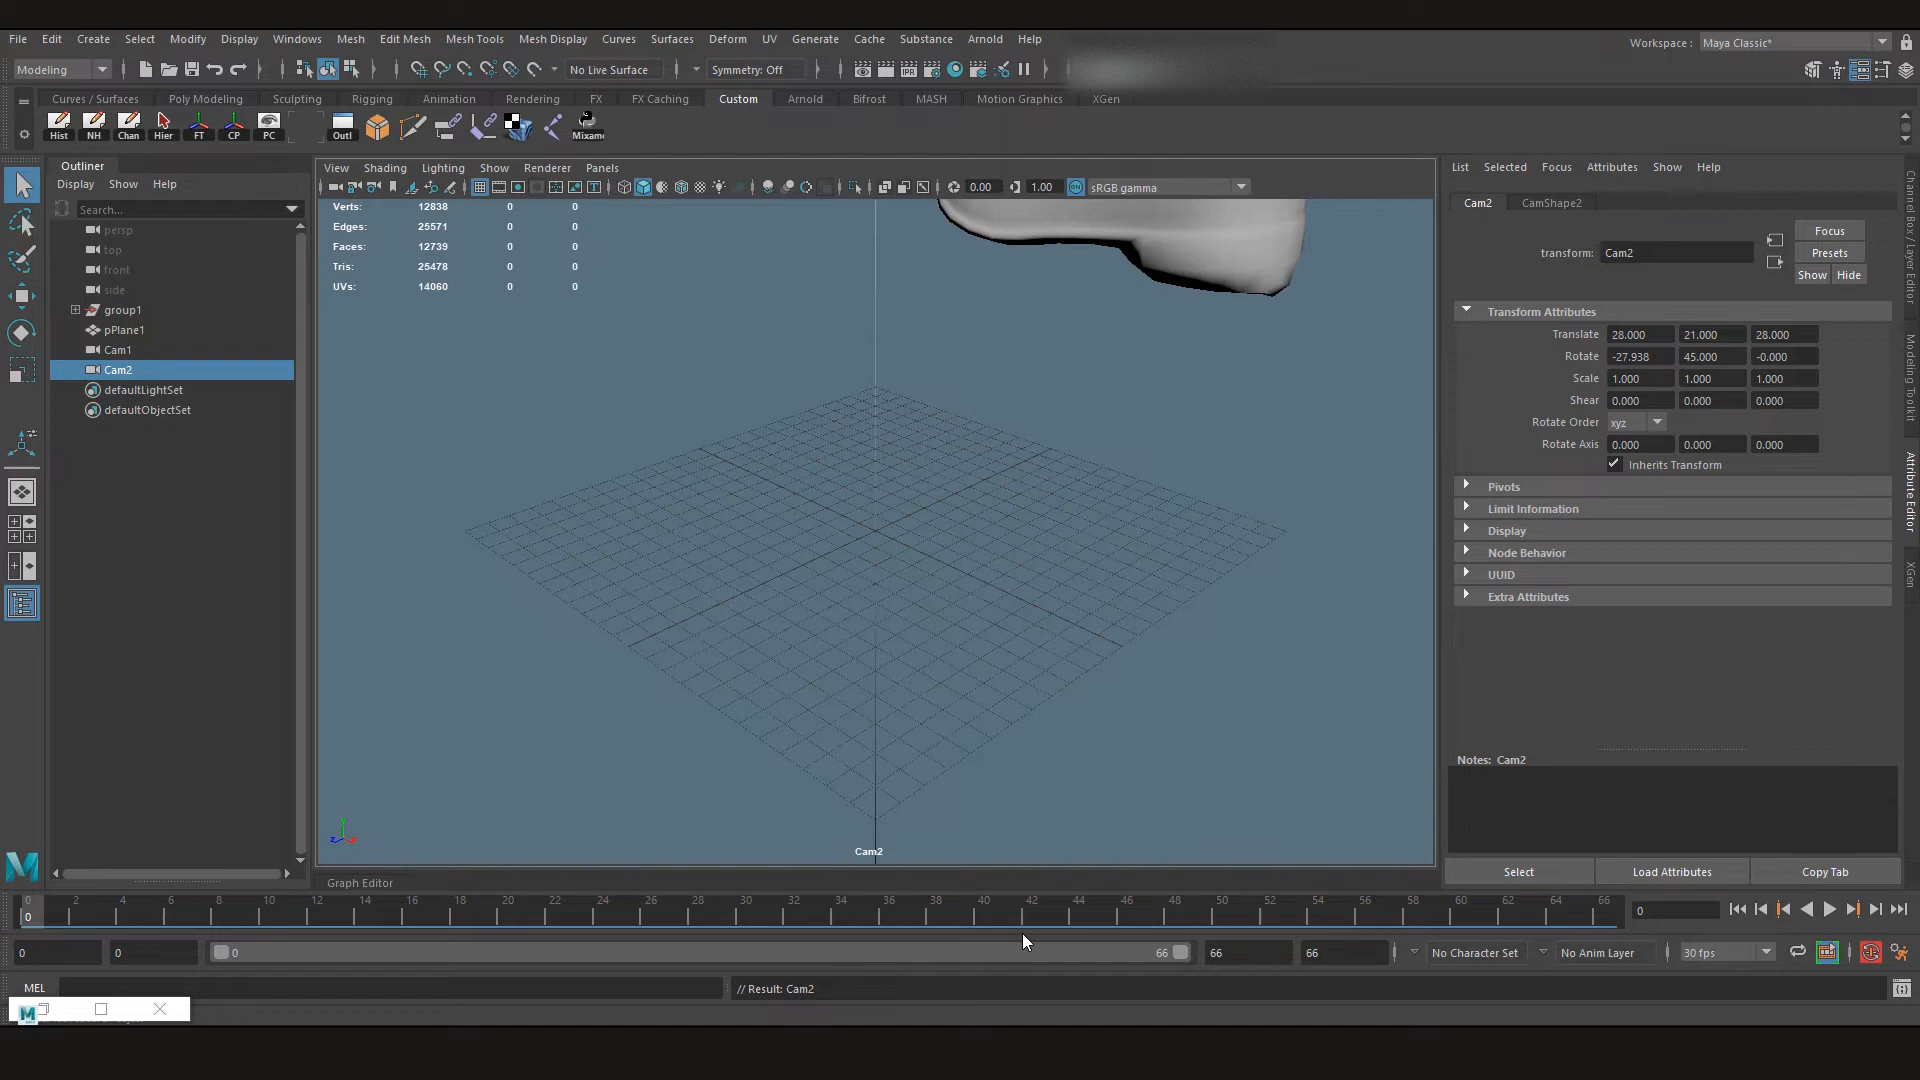 File Edit Create Select Modify Display Windows Mesh Edit Mesh Mesh Tools Mesh Display Curves Surfaces Deform UV Generate Cache Substance Arnold Help
Workspace : Maya Classic*
Modeling No Live Surface Symmetry: Off IPR
Curves / Surfaces Poly Modeling Sculpting Rigging Animation Rendering FX FX Caching Custom Arnold Bifrost MASH Motion Graphics XGen
Hist NH Chan Hier FT CP PC Outl Mixamo
Outliner
Display Show Help
Search...
persp
top
front
side
group1
pPlane1
Cam1
Cam2
defaultLightSet
defaultObjectSet
View Shading Lighting Show Renderer Panels
0.00 1.00 ON sRGB gamma
Verts: 12838 0 0
Edges: 25571 0 0
Faces: 12739 0 0
Tris: 25478 0 0
UVs: 14060 0 0
y
z x
Cam2
List Selected Focus Attributes Show Help
Cam2 CamShape2
transform: Cam2
Focus
Presets
Show Hide
Transform Attributes
Translate 28.000 21.000 28.000
Rotate -27.938 45.000 -0.000
Scale 1.000 1.000 1.000
Shear 0.000 0.000 0.000
Rotate Order xyz
Rotate Axis 0.000 0.000 0.000
Inherits Transform
Pivots
Limit Information
Display
Node Behavior
UUID
Extra Attributes
Notes: Cam2
Select Load Attributes Copy Tab
Channel Box / Layer Editor
Modeling Toolkit
Attribute Editor
XGen
Graph Editor
0 2 4 6 8 10 12 14 16 18 20 22 24 26 28 30 32 34 36 38 40 42 44 46 48 50 52 54 56 58 60 62 64 66
0
0
0 0 0 66 66 66 No Character Set No Anim Layer 30 fps
MEL // Result: Cam2